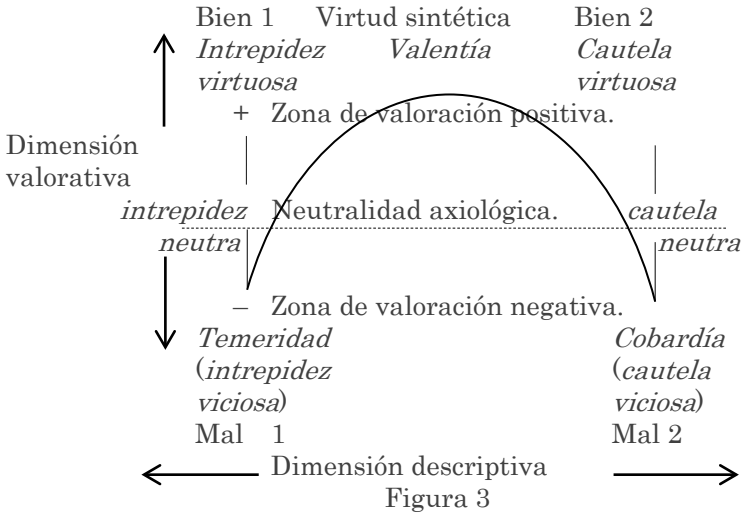 Bien 1 Virtud sintética Bien 2
Intrepidez Valentía Cautela
virtuosa virtuosa
+ Zona de valoración positiva.
Dimensión
valorativa
intrepidez Neutralidad axiológica. cautela
neutra neutra
– Zona de valoración negativa.
Temeridad Cobardía
(intrepidez (cautela
viciosa) viciosa)
Mal 1 Mal 2
Dimensión descriptiva
Figura 3